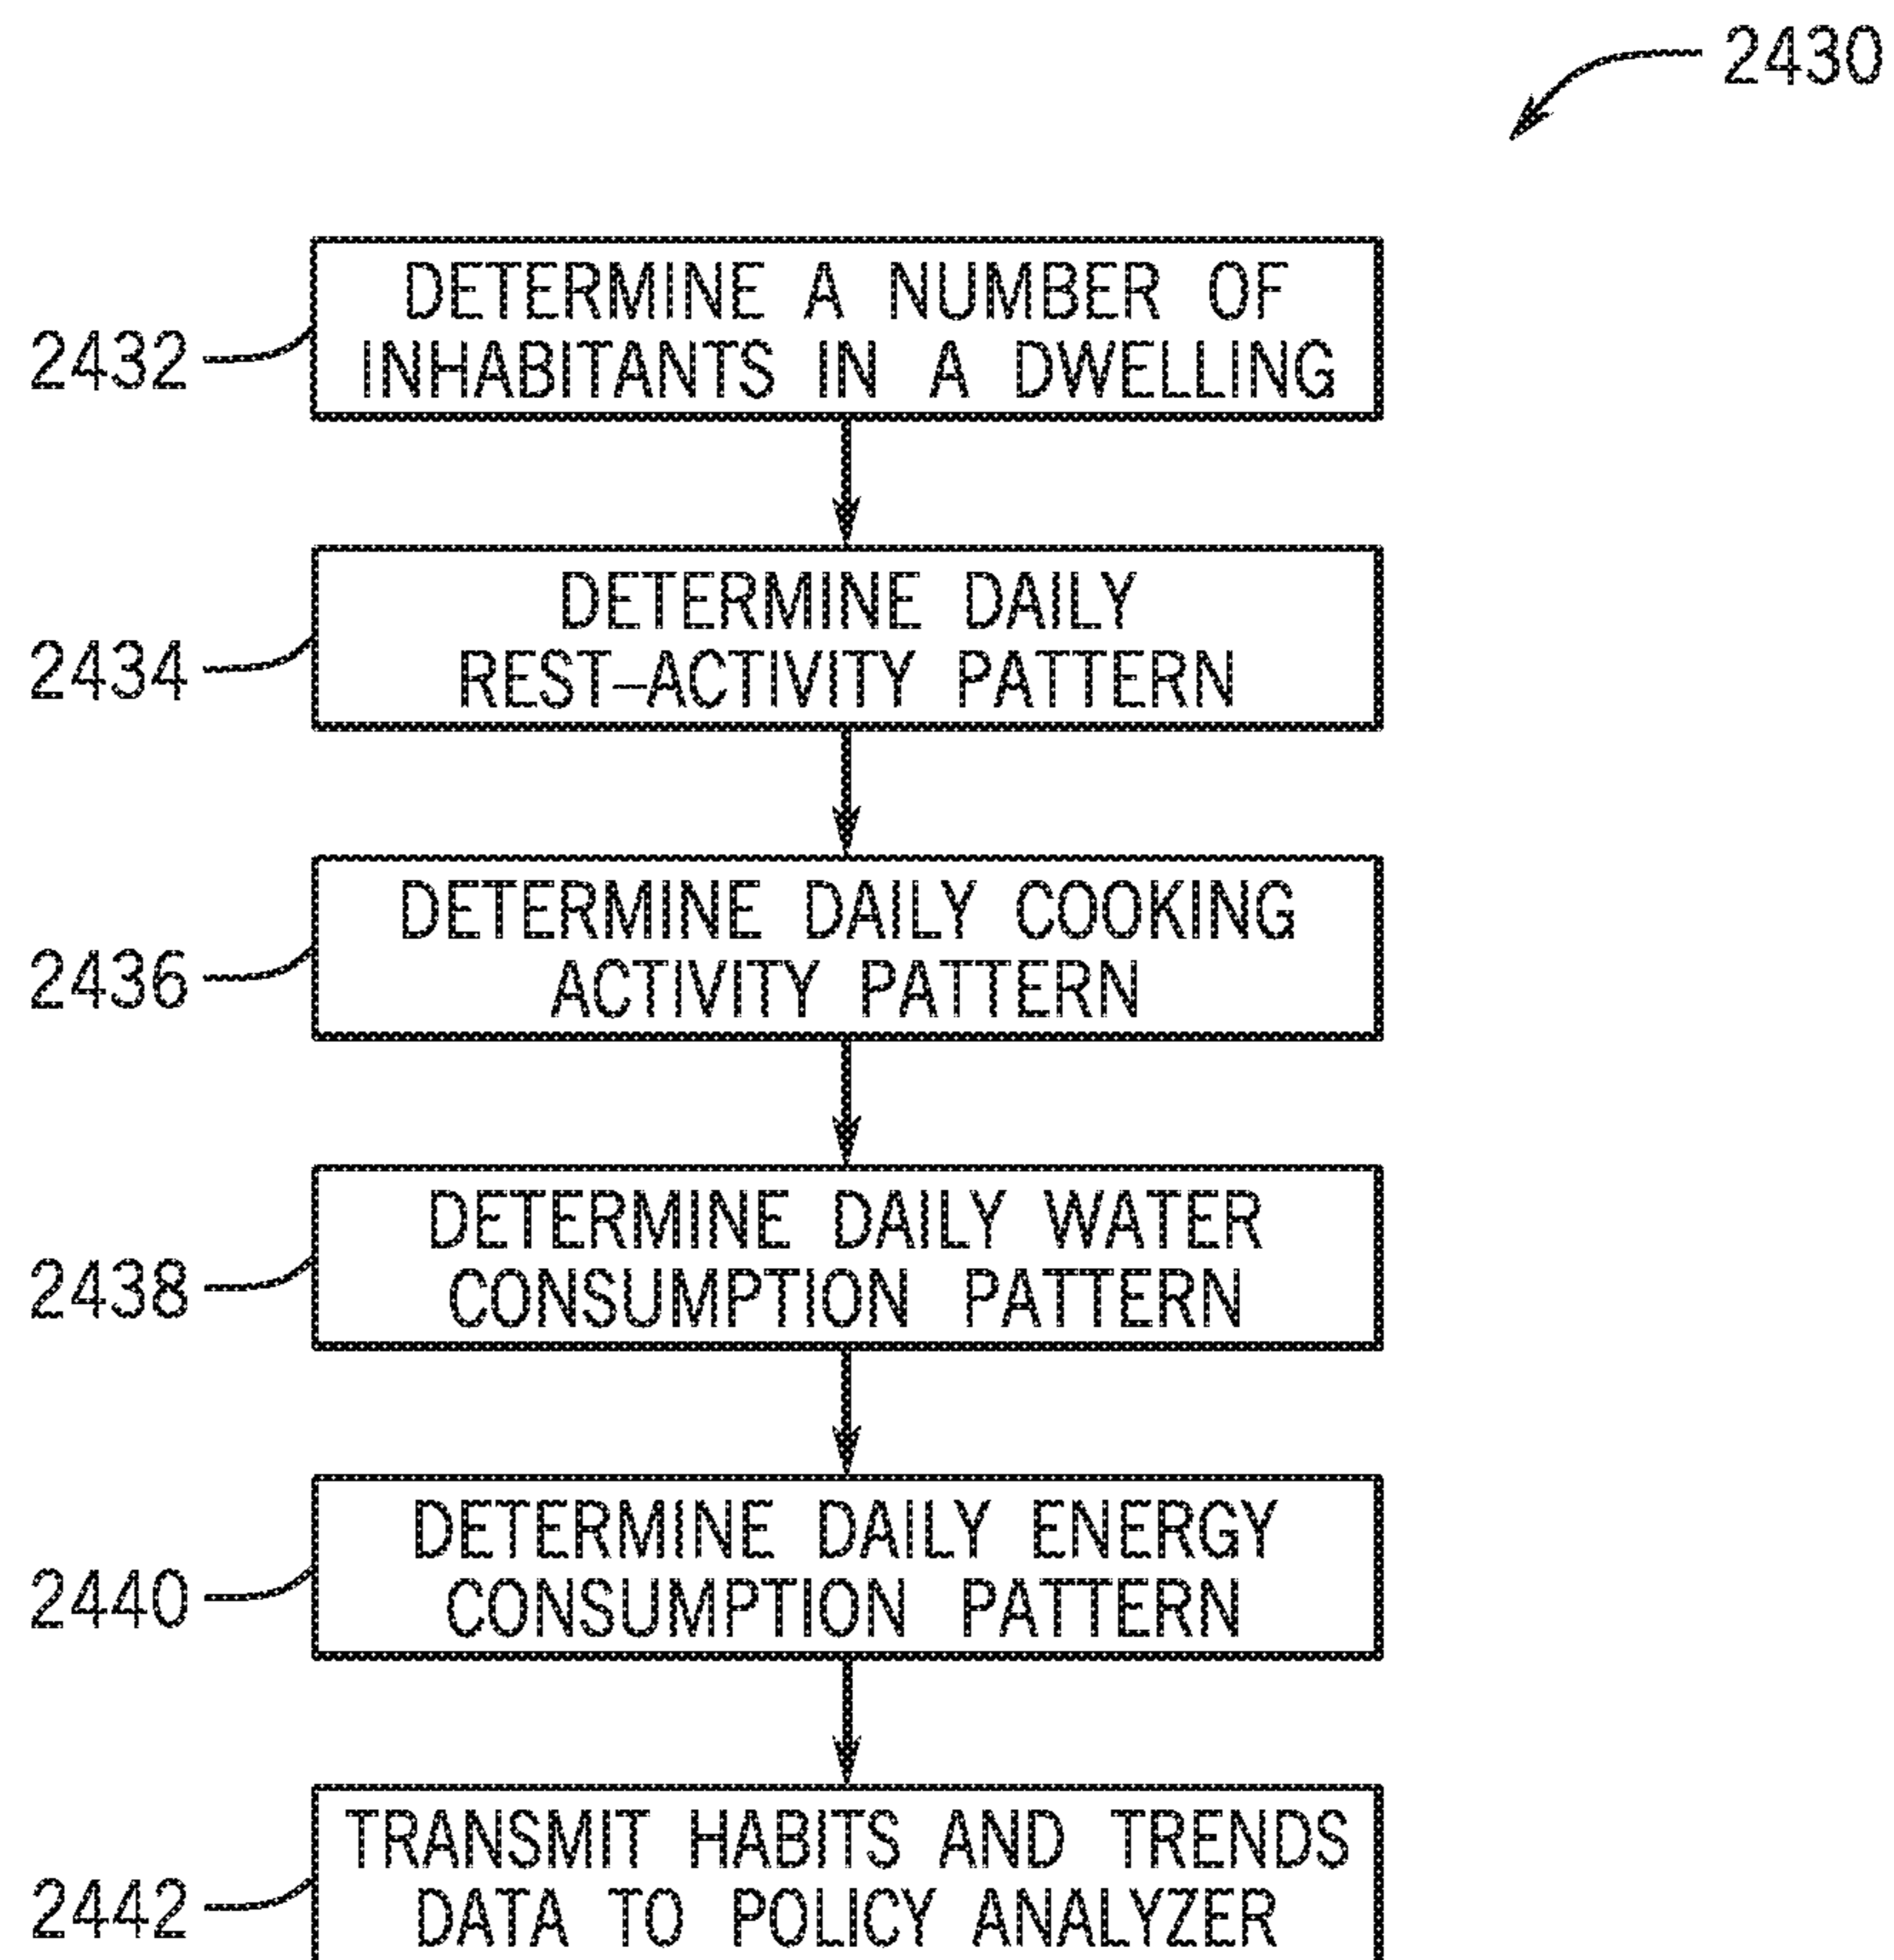 2430
DETERMINE A NUMBER OF
INHABITANTS IN A DWELLING
2432
DETERMINE DAILY
REST–ACTIVITY PATTERN
2434
DETERMINE DAILY COOKING
ACTIVITY PATTERN
2436
DETERMINE DAILY WATER
CONSUMPTION PATTERN
2438
DETERMINE DAILY ENERGY
CONSUMPTION PATTERN
2440
TRANSMIT HABITS AND TRENDS
DATA TO POLICY ANALYZER
2442